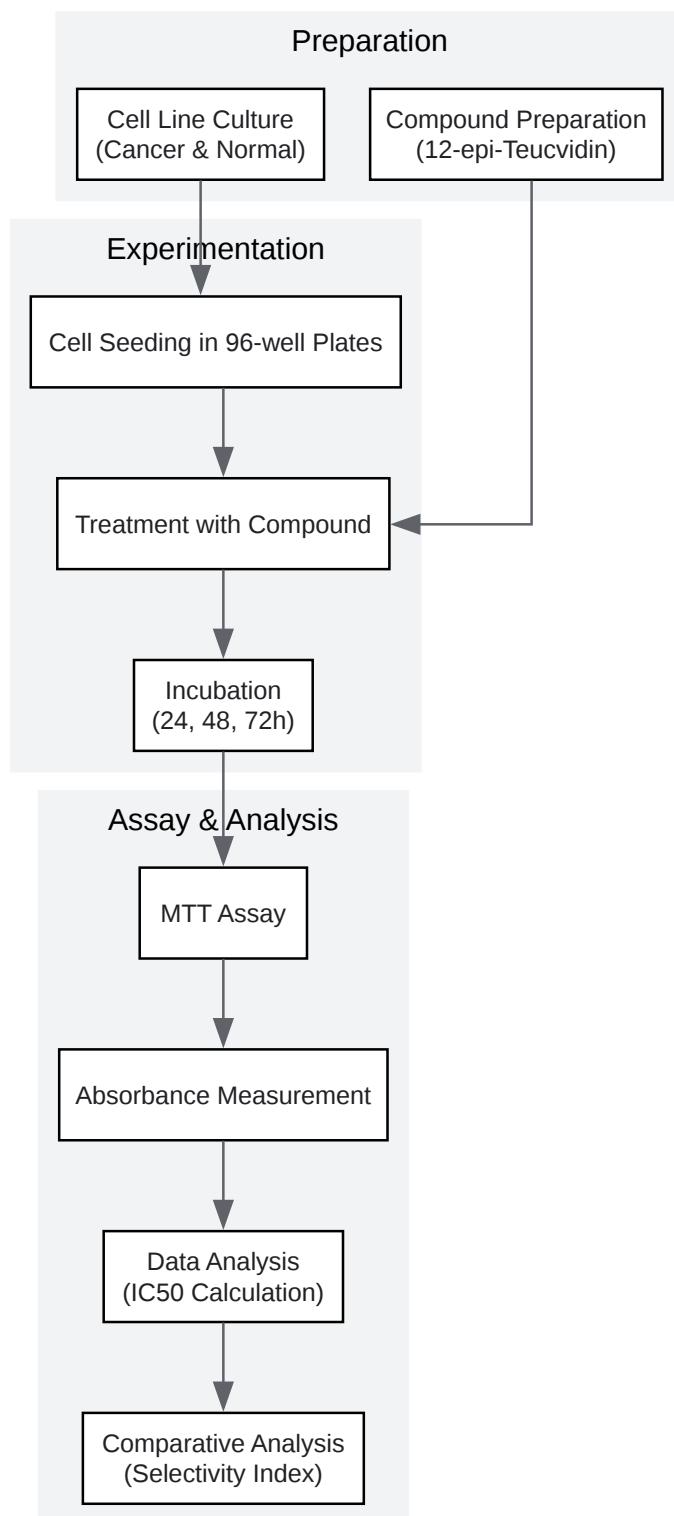 Preparation
Cell Line Culture
(Cancer & Normal)
Compound Preparation
(12-epi-Teucvidin)
Experimentation
Cell Seeding in 96-well Plates
Treatment with Compound
Incubation
(24, 48, 72h)
Assay & Analysis
MTT Assay
Absorbance Measurement
Data Analysis
(IC50 Calculation)
Comparative Analysis
(Selectivity Index)